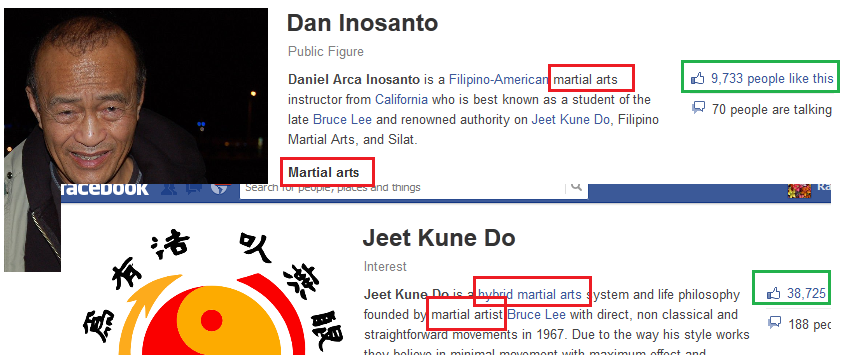 Dan Inosanto
Public Figure
Daniel Arca Inosanto is a Filipino-American martial arts
instructor from California who is best known as a student of the
late Bruce Lee and renowned authority on Jeet Kune Do, Filipino
Martial Arts, and Silat.
Martial arts
9,733 people like this
70 people are talking
facebook
Search for people, places and things
Ra
Jeet Kune Do
Interest
Jeet Kune Do is a hybrid martial arts system and life philosophy
founded by martial artist Bruce Lee with direct, non classical and
straightforward movements in 1967. Due to the way his style works
they believe in minimal movement with maximum effect and
38,725
188 peo
為有法以無限